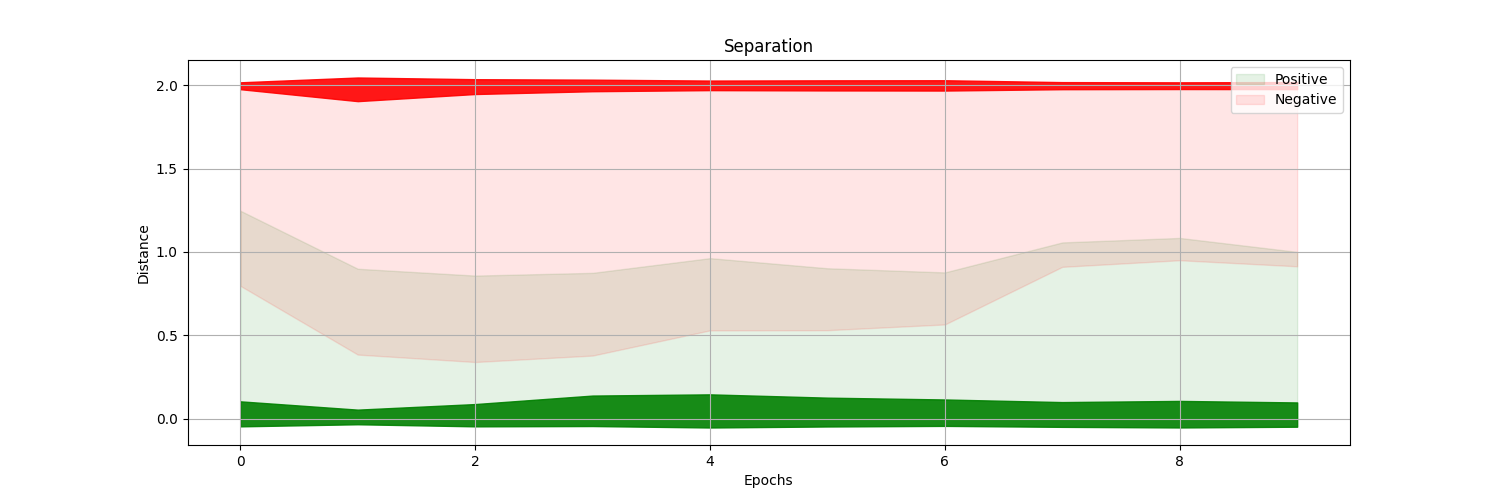 Separation
Positive
Negative
Distance
2.0
1.5
1.0
0.5
0.0
0 2 4 6 8
Epochs